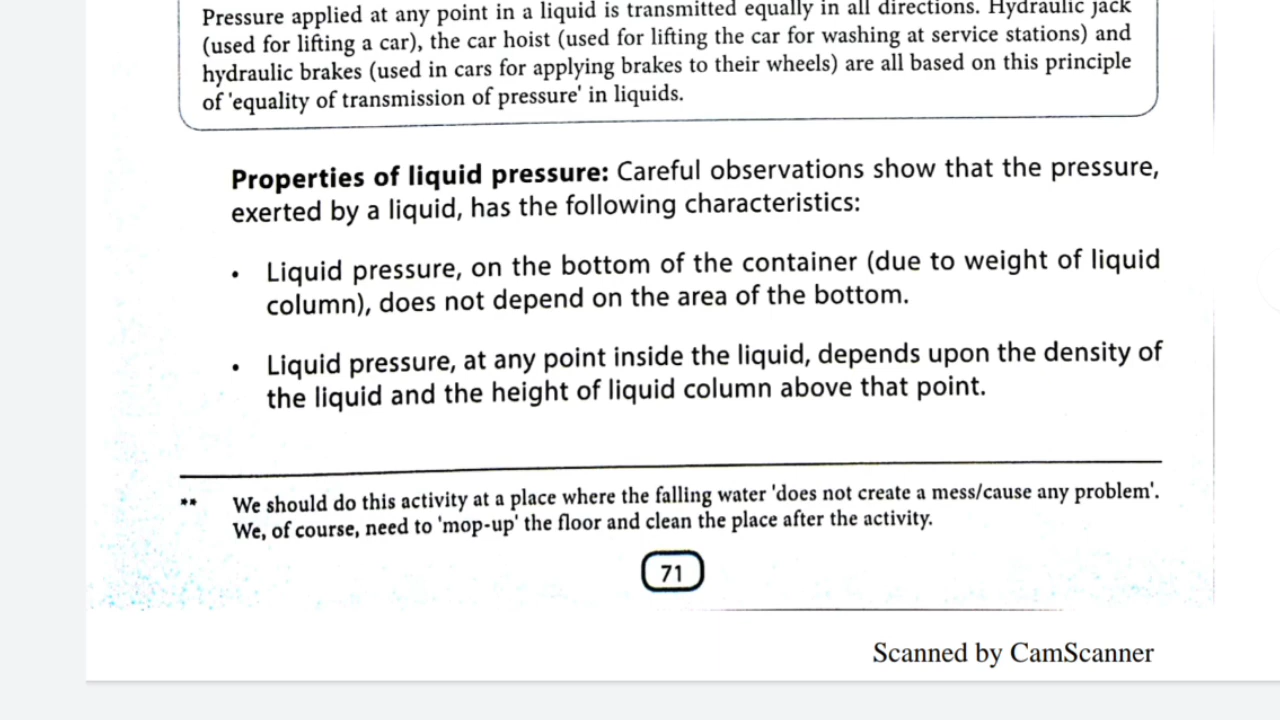 Pressure applied at any point in a liquid is transmitted equally in all directions. Hydraulic jack
(used for lifting a car), the car hoist (used for lifting the car for washing at service stations) and
hydraulic brakes (used in cars for applying brakes to their wheels) are all based on this principle
of 'equality of transmission of pressure' in liquids.
Properties of liquid pressure: Careful observations show that the pressure,
exerted by a liquid, has the following characteristics:
• Liquid pressure, on the bottom of the container (due to weight of liquid
column), does not depend on the area of the bottom.
• Liquid pressure, at any point inside the liquid, depends upon the density of
the liquid and the height of liquid column above that point.
** We should do this activity at a place where the falling water 'does not create a mess/cause any problem'.
We, of course, need to 'mop-up' the floor and clean the place after the activity.
71
Scanned by CamScanner